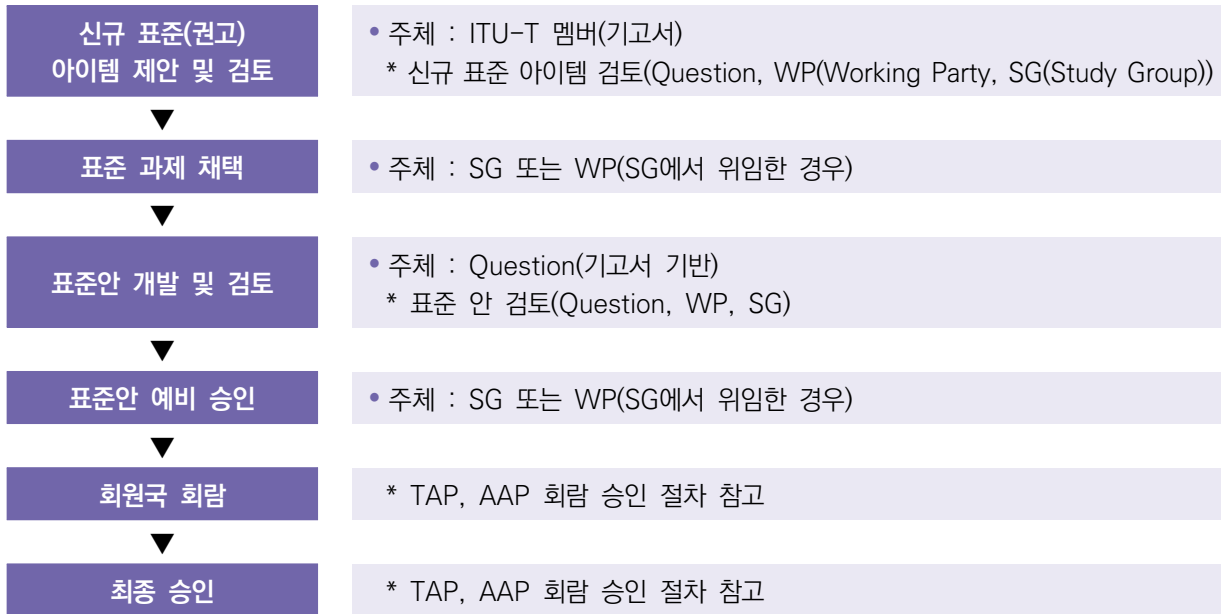 신규 표준(권고)
아이템 제안 및 검토
• 주체 : ITU-T 멤버(기고서)
* 신규 표준 아이템 검토(Question, WP(Working Party, SG(Study Group))
▼
표준 과제 채택
• 주체 : SG 또는 WP(SG에서 위임한 경우)
▼
표준안 개발 및 검토
• 주체 : Question(기고서 기반)
* 표준 안 검토(Question, WP, SG)
▼
표준안 예비 승인
• 주체 : SG 또는 WP(SG에서 위임한 경우)
▼
회원국 회람
* TAP, AAP 회람 승인 절차 참고
▼
최종 승인
* TAP, AAP 회람 승인 절차 참고